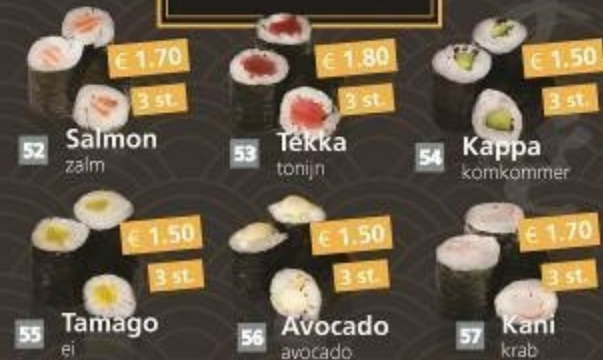 € 1.70
3 st.
52 Salmon
zalm
€ 1.80
3 st.
53 Tekka
tonijn
€ 1.50
3 st.
54 Kappa
komkommer
€ 1.50
3 st.
55 Tamago
ei
€ 1.50
3 st.
56 Avocado
avocado
€ 1.70
3 st.
57 Kani
krab